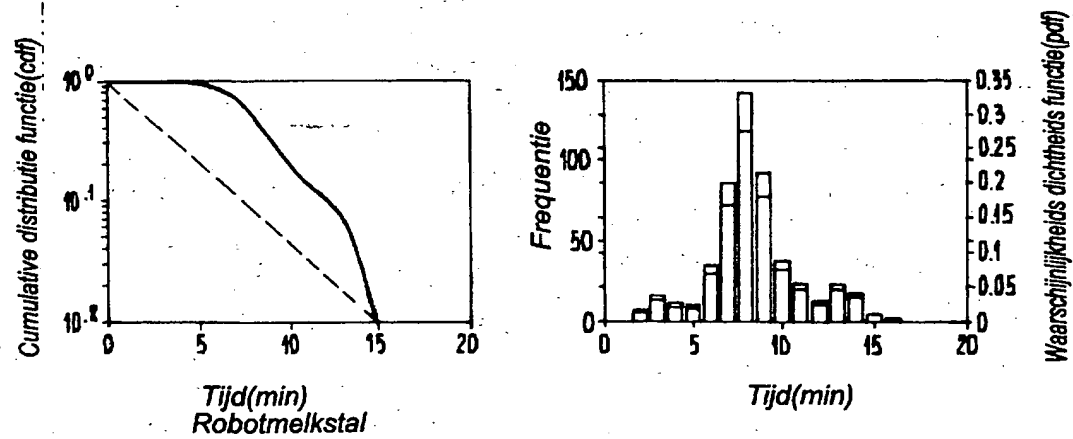 Cumulative distributie functie(cdf)
10⁰
10⁻¹
10⁻²
0 5 10 15 20
Tijd(min)
Robotmelkstal
Frequentie
150
100
50
0
0 5 10 15 20
Tijd(min)
0.35
0.3
0.25
0.2
0.15
0.1
0.05
0
Waarschijnlijkheids dichtheids functie(pdf)